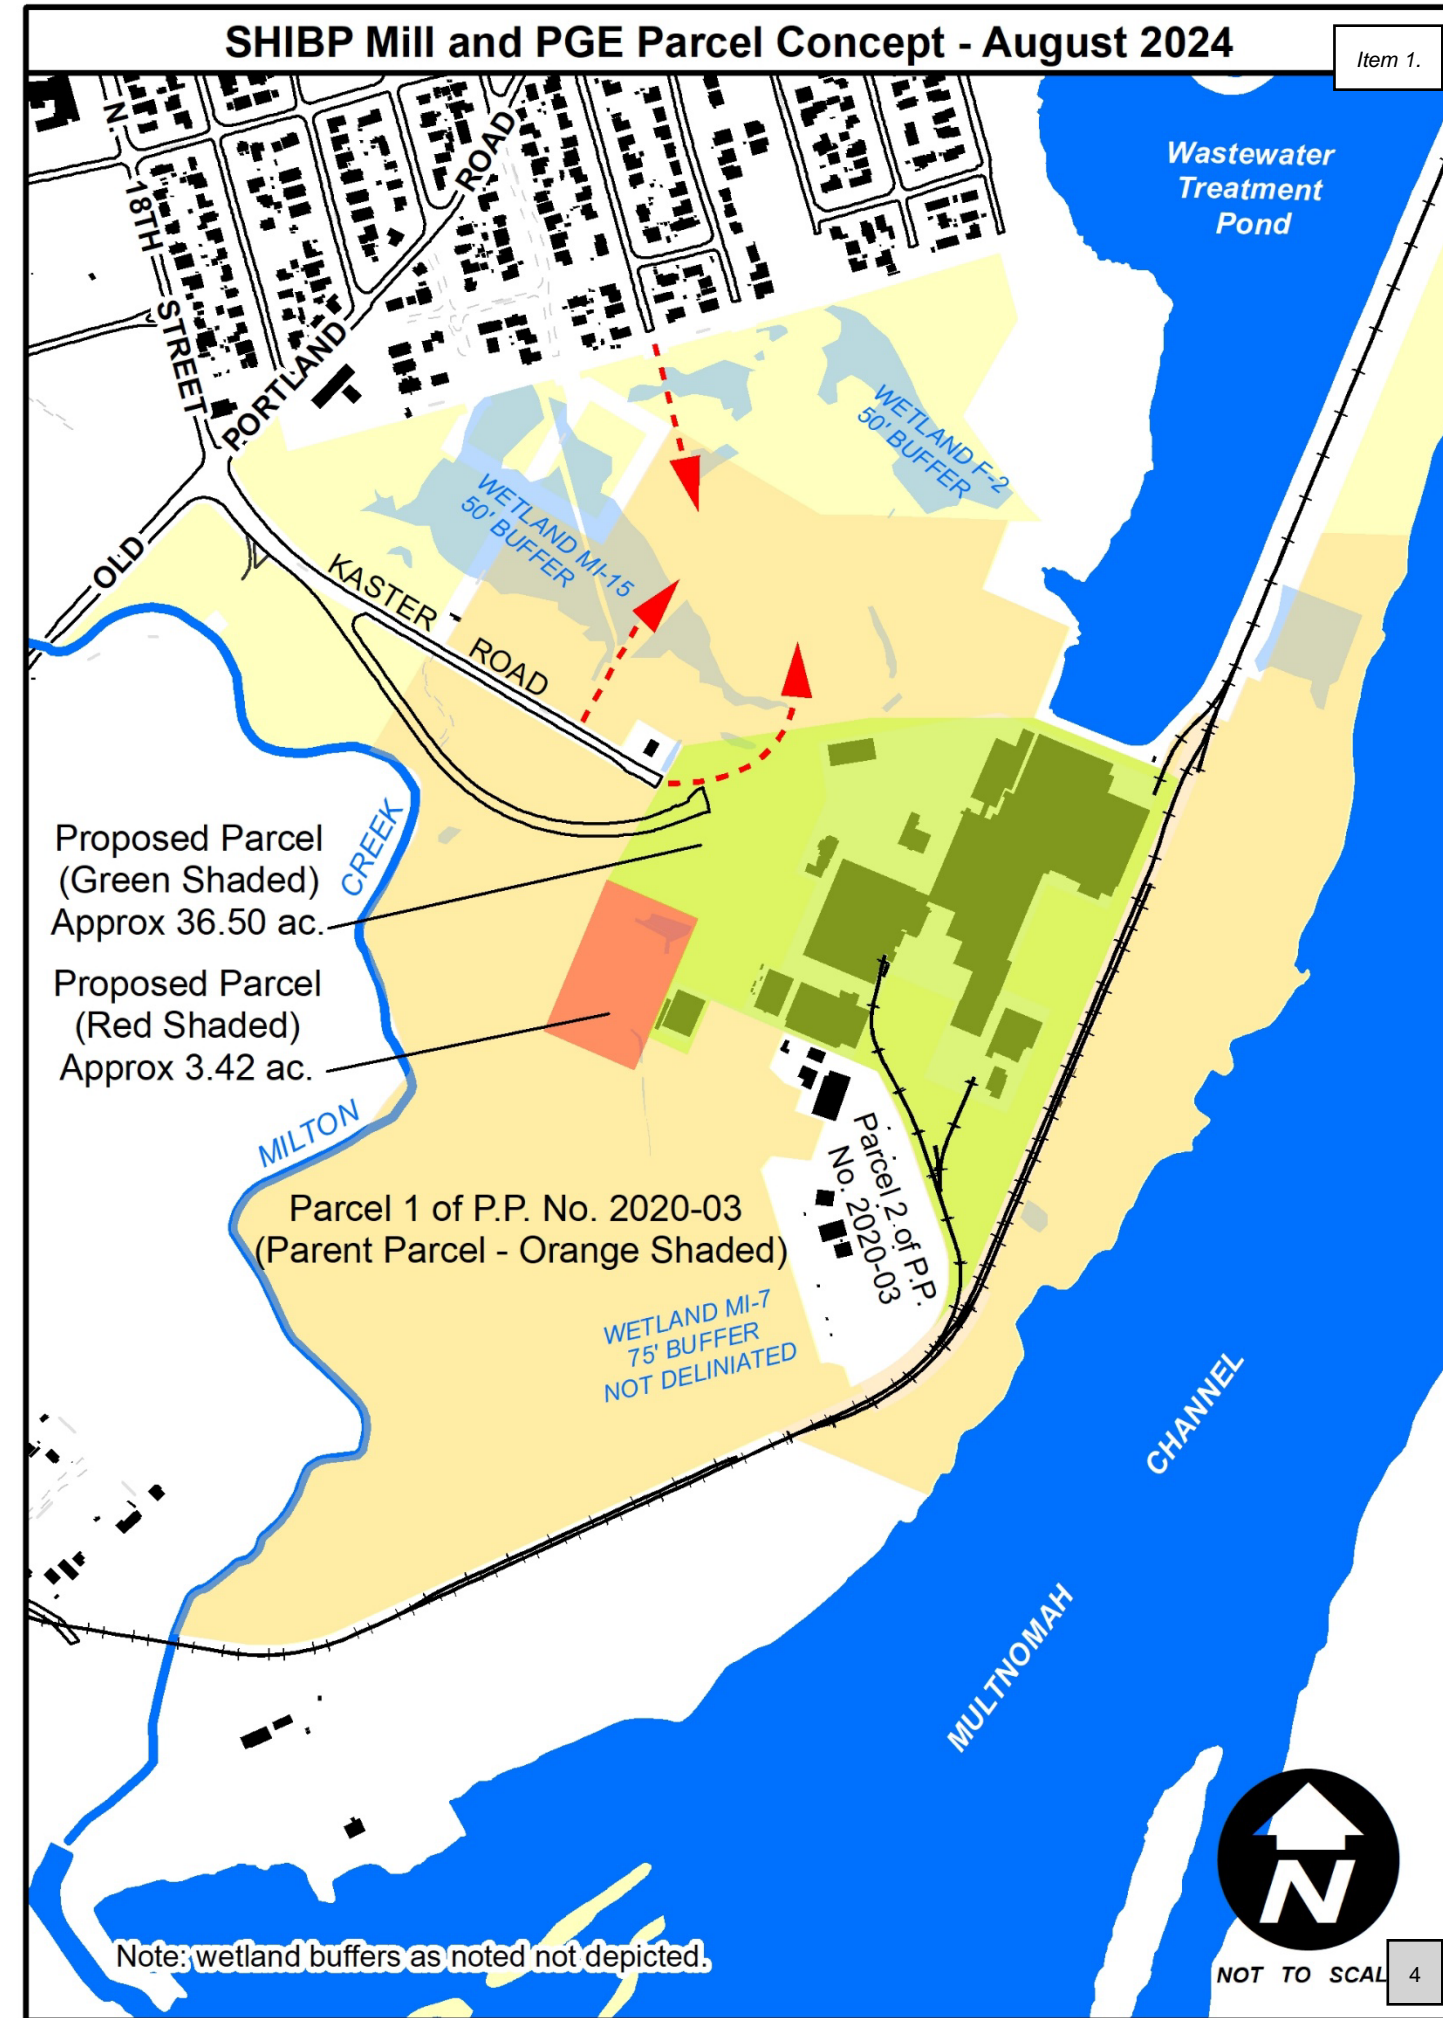 SHIBP Mill and PGE Parcel Concept - August 2024
Item 1.
Wastewater
Treatment
Pond
N. 18TH STREET
OLD PORTLAND ROAD
WETLAND F-2
50' BUFFER
WETLAND MI-15
50' BUFFER
KASTER ROAD
Proposed Parcel
(Green Shaded)
Approx 36.50 ac.
Proposed Parcel
(Red Shaded)
Approx 3.42 ac.
MILTON CREEK
Parcel 1 of P.P. No. 2020-03
(Parent Parcel - Orange Shaded)
Parcel 2 of P.P.
No. 2020-03
WETLAND MI-7
75' BUFFER
NOT DELINIATED
MULTNOMAH CHANNEL
Note: wetland buffers as noted not depicted.
N
NOT TO SCAL
4